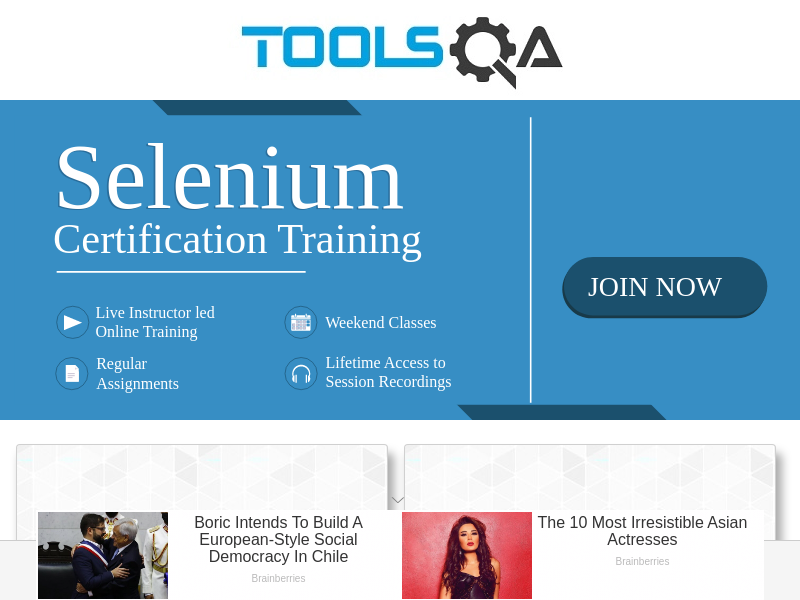 TOOLSQA
Selenium
Certification Training
Live Instructor led
Online Training
Weekend Classes
Regular
Assignments
Lifetime Access to
Session Recordings
JOIN NOW
Boric Intends To Build A
European-Style Social
Democracy In Chile
Brainberries
The 10 Most Irresistible Asian
Actresses
Brainberries